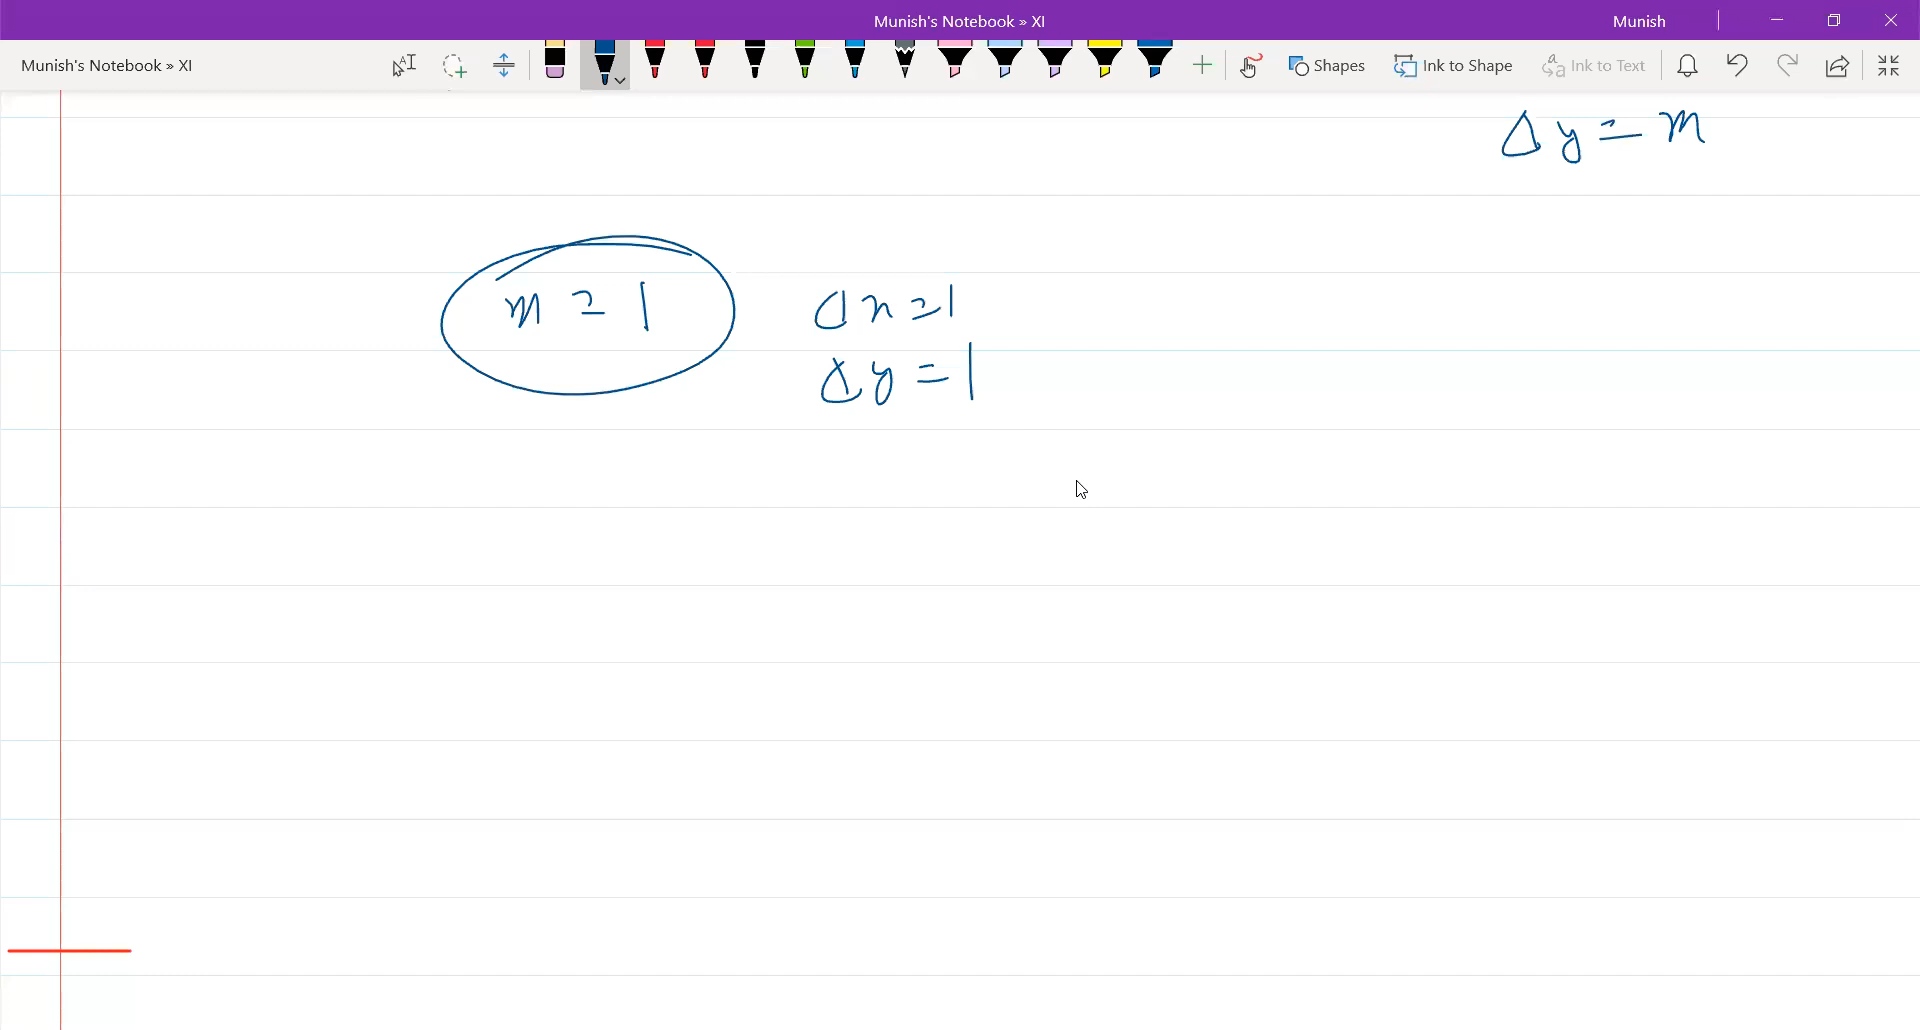 Munish's Notebook » XI
Munish
Munish's Notebook » XI
Shapes
Ink to Shape
Ink to Text
Δy = m
m = 1
Δx = 1
Δy = 1